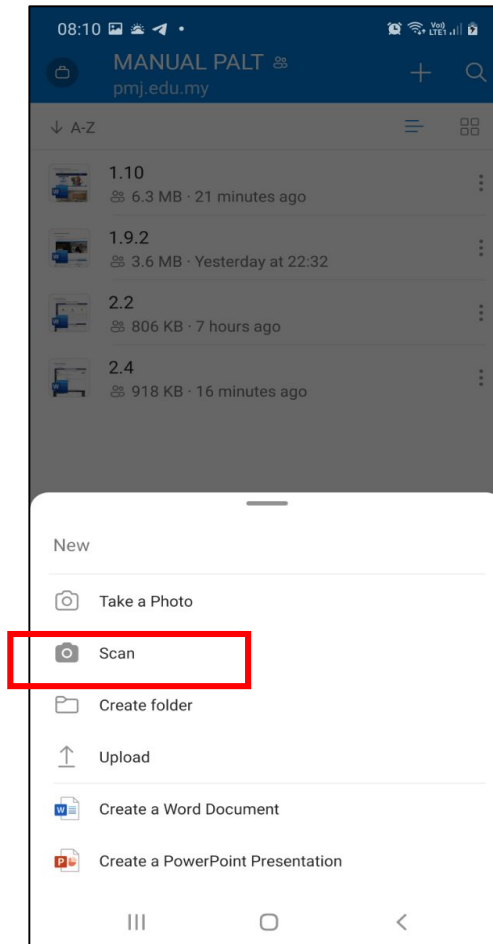 08:10
MANUAL PALT
pmj.edu.my
A-Z
1.10
6.3 MB · 21 minutes ago
1.9.2
3.6 MB · Yesterday at 22:32
2.2
806 KB · 7 hours ago
2.4
918 KB · 16 minutes ago
New
Take a Photo
Scan
Create folder
Upload
Create a Word Document
Create a PowerPoint Presentation